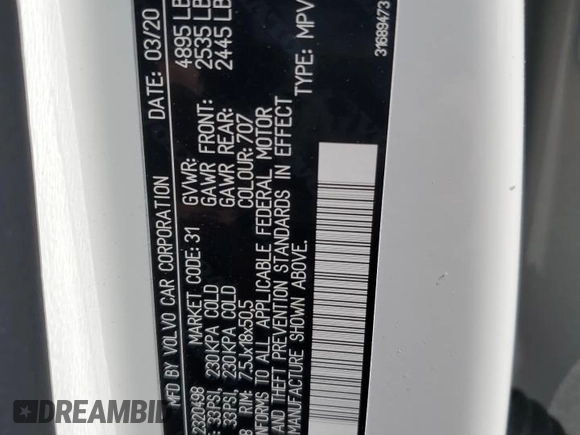 MFD BY VOLVO CAR CORPORATION DATE: 03/20
2320498 MARKET CODE: 31 GVWR: 4895 LB
33PSI, 230KPA COLD GAWR FRONT: 2535 LB
33PSI, 230KPA COLD GAWR REAR: 2445 LB
RIM: 7.5Jx18x50.5 COLOUR: 707
TO ALL APPLICABLE FEDERAL MOTOR
AND THEFT PREVENTION STANDARDS IN EFFECT
MANUFACTURE SHOWN ABOVE.
TYPE: MPV
31689473
DREAMBID